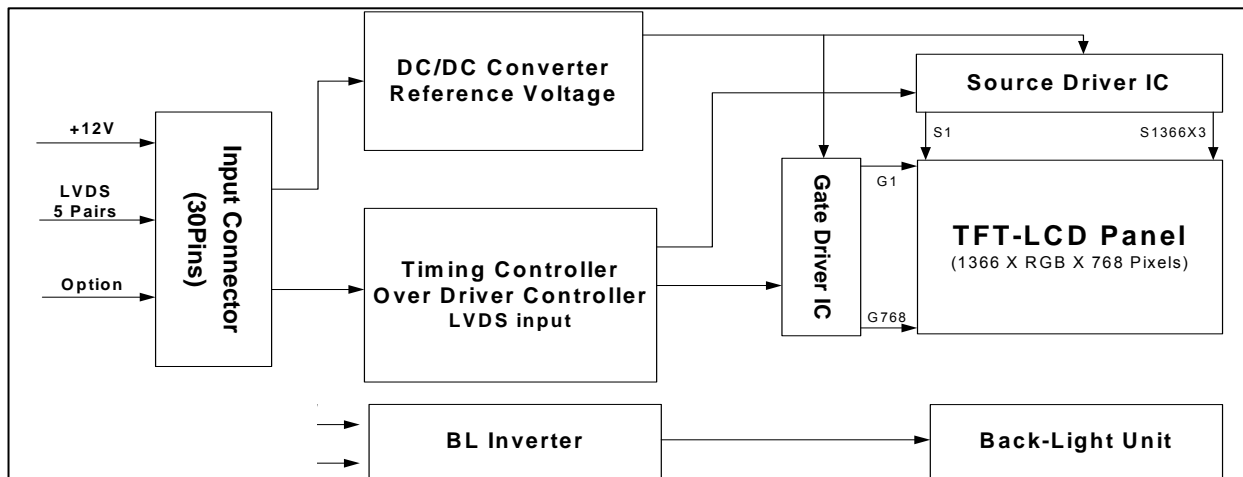 +12V
LVDS
5 Pairs
Option
Input Connector
(30Pins)
DC/DC Converter
Reference Voltage
Timing Controller
Over Driver Controller
LVDS input
Source Driver IC
S1
S1366X3
Gate Driver IC
G1
G768
TFT-LCD Panel
(1366 X RGB X 768 Pixels)
BL Inverter
Back-Light Unit